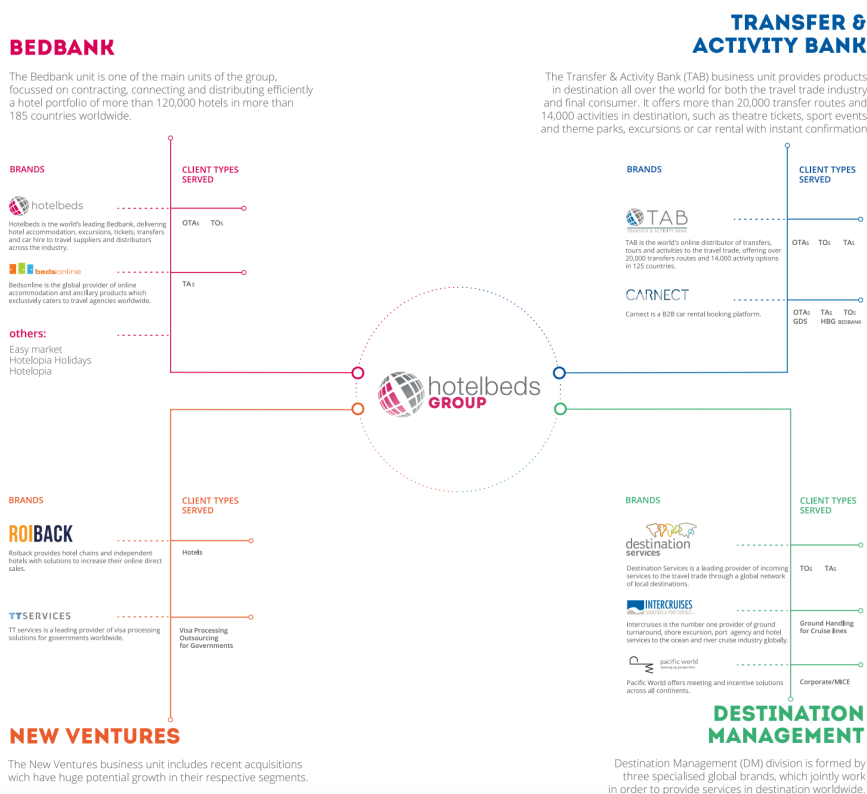 BEDBANK
The Bedbank unit is one of the main units of the group,
focussed on contracting, connecting and distributing efficiently
a hotel portfolio of more than 120,000 hotels in more than
185 countries worldwide.
BRANDS
CLIENT TYPES
SERVED
hotelbeds
Hotelbeds is the world's leading Bedbank, delivering
hotel accommodation, excursions, tickets, transfers
and car hire to travel suppliers and distributors
across the industry.
OTAs TOs
bedsonline
Bedsonline is the global provider of online
accommodation and ancillary products which
exclusively caters to travel agencies worldwide.
TAs
others:
Easy market
Hotelopia Holidays
Hotelopia
TRANSFER &
ACTIVITY BANK
The Transfer & Activity Bank (TAB) business unit provides products
in destination all over the world for both the travel trade industry
and final consumer. It offers more than 20,000 transfer routes and
14,000 activities in destination, such as theatre tickets, sport events
and theme parks, excursions or car rental with instant confirmation
BRANDS
CLIENT TYPES
SERVED
TAB
TRANSFER & ACTIVITY BANK
TAB is the world's online distributor of transfers,
tours and activities to the travel trade, offering over
20,000 transfers routes and 14,000 activity options
in 125 countries.
OTAs TOs TAs
CARNECT
Carnect is a B2B car rental booking platform.
OTAs TAs TOs
GDS HBG BEDBANK
hotelbeds
GROUP
BRANDS
CLIENT TYPES
SERVED
ROIBACK
Roiback provides hotel chains and independent
hotels with solutions to increase their online direct
sales.
Hotels
TTSERVICES
TT services is a leading provider of visa processing
solutions for governments worldwide.
Visa Processing
Outsourcing
for Governments
NEW VENTURES
The New Ventures business unit includes recent acquisitions
wich have huge potential growth in their respective segments.
BRANDS
CLIENT TYPES
SERVED
destination
services
Destination Services is a leading provider of incoming
services to the travel trade through a global network
of local destinations.
TOs TAs
INTERCRUISES
Intercruises is the number one provider of ground
turnaround, shore excursion, port agency and hotel
services to the ocean and river cruise industry globally.
Ground Handling
for Cruise lines
pacific world
Pacific World offers meeting and incentive solutions
across all continents.
Corporate/MICE
DESTINATION
MANAGEMENT
Destination Management (DM) division is formed by
three specialised global brands, which jointly work
in order to provide services in destination worldwide.